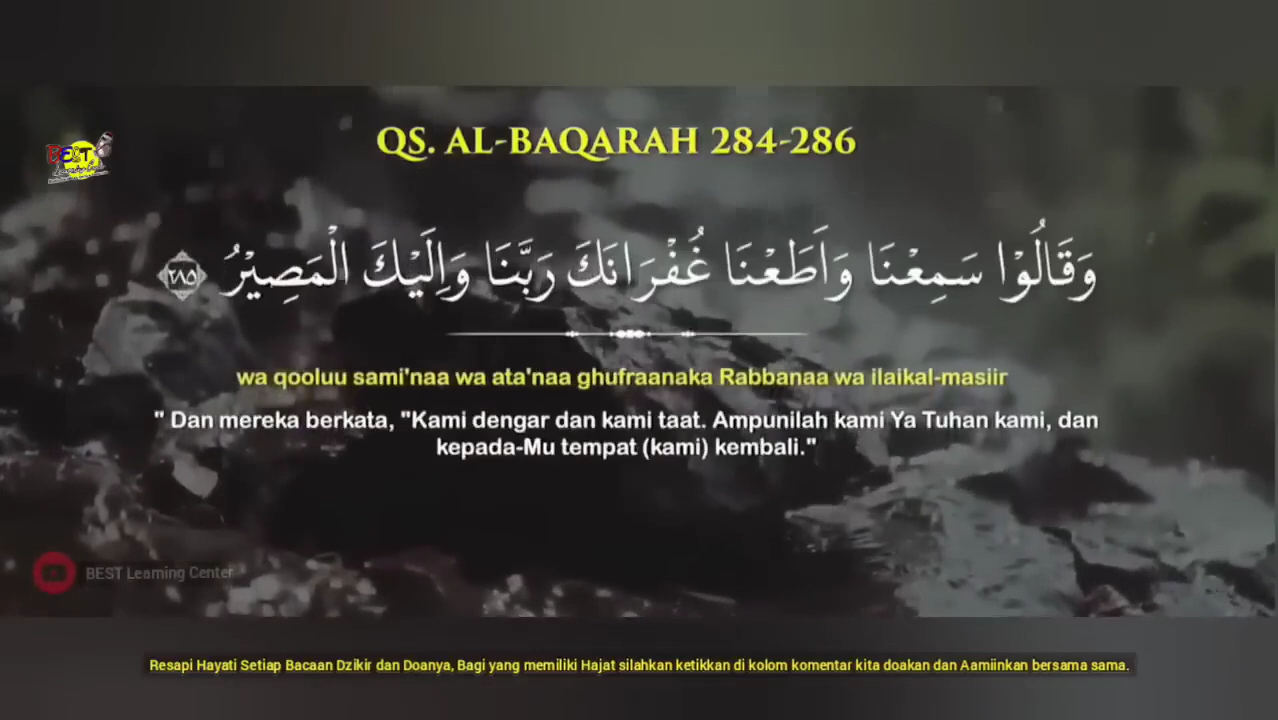 QS. AL-BAQARAH 284-286
BEST
وَقَالُوْا سَمِعْنَا وَاَطَعْنَا غُفْرَانَكَ رَبَّنَا وَاِلَيْكَ الْمَصِيْرُ ٢٨٥
wa qooluu sami'naa wa ata'naa ghufraanaka Rabbanaa wa ilaikal-masiir
" Dan mereka berkata, "Kami dengar dan kami taat. Ampunilah kami Ya Tuhan kami, dan
kepada-Mu tempat (kami) kembali."
BEST Learning Center
Resapi Hayati Setiap Bacaan Dzikir dan Doanya, Bagi yang memiliki Hajat silahkan ketikkan di kolom komentar kita doakan dan Aamiinkan bersama sama.